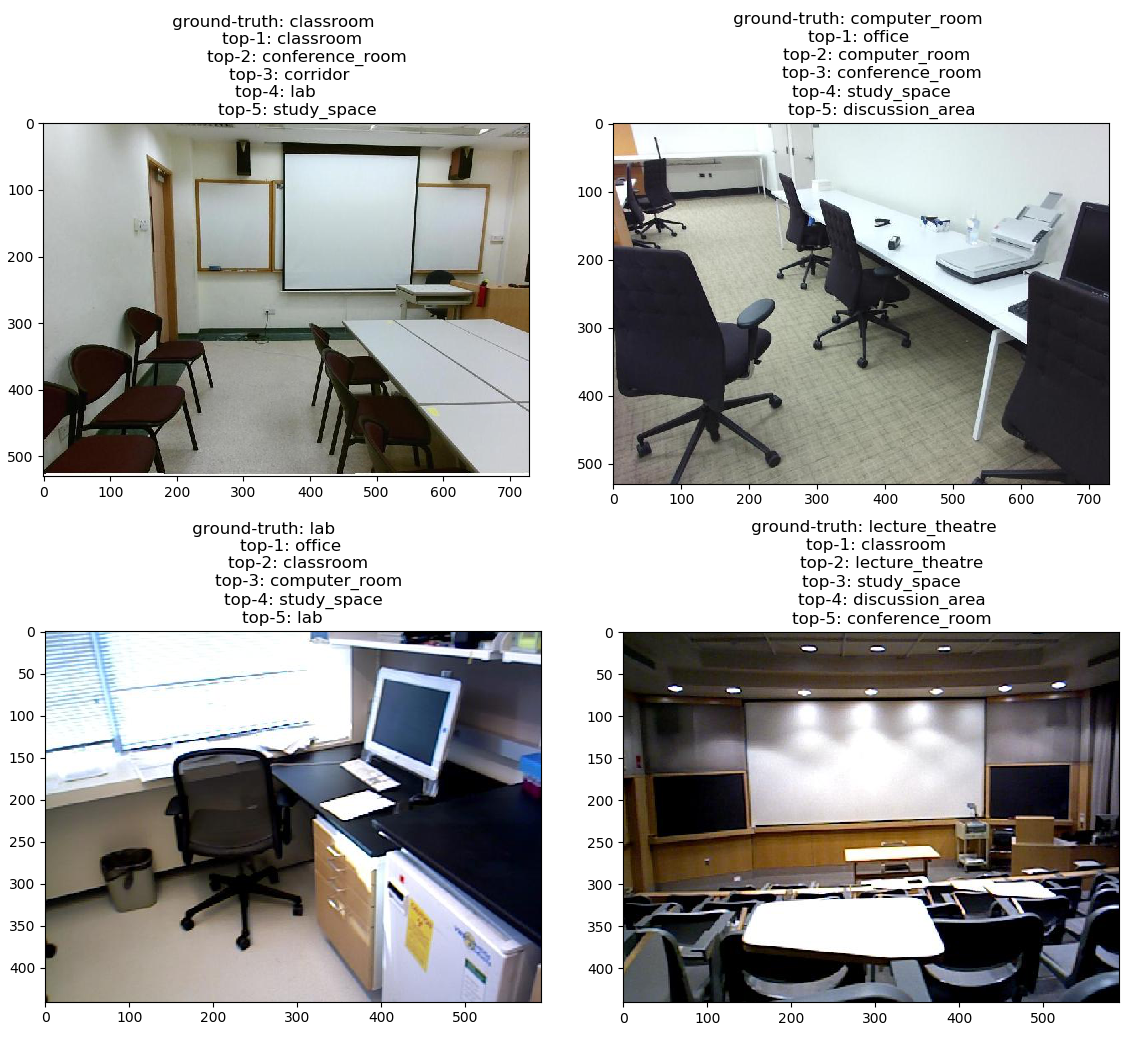 ground-truth: classroom
top-1: classroom
top-2: conference_room
top-3: corridor
top-4: lab
top-5: study_space
0
100
200
300
400
500
0 100 200 300 400 500 600 700
ground-truth: computer_room
top-1: office
top-2: computer_room
top-3: conference_room
top-4: study_space
top-5: discussion_area
0
100
200
300
400
500
0 100 200 300 400 500 600 700
ground-truth: lab
top-1: office
top-2: classroom
top-3: computer_room
top-4: study_space
top-5: lab
0
50
100
150
200
250
300
350
400
0 100 200 300 400 500
ground-truth: lecture_theatre
top-1: classroom
top-2: lecture_theatre
top-3: study_space
top-4: discussion_area
top-5: conference_room
0
50
100
150
200
250
300
350
400
0 100 200 300 400 500